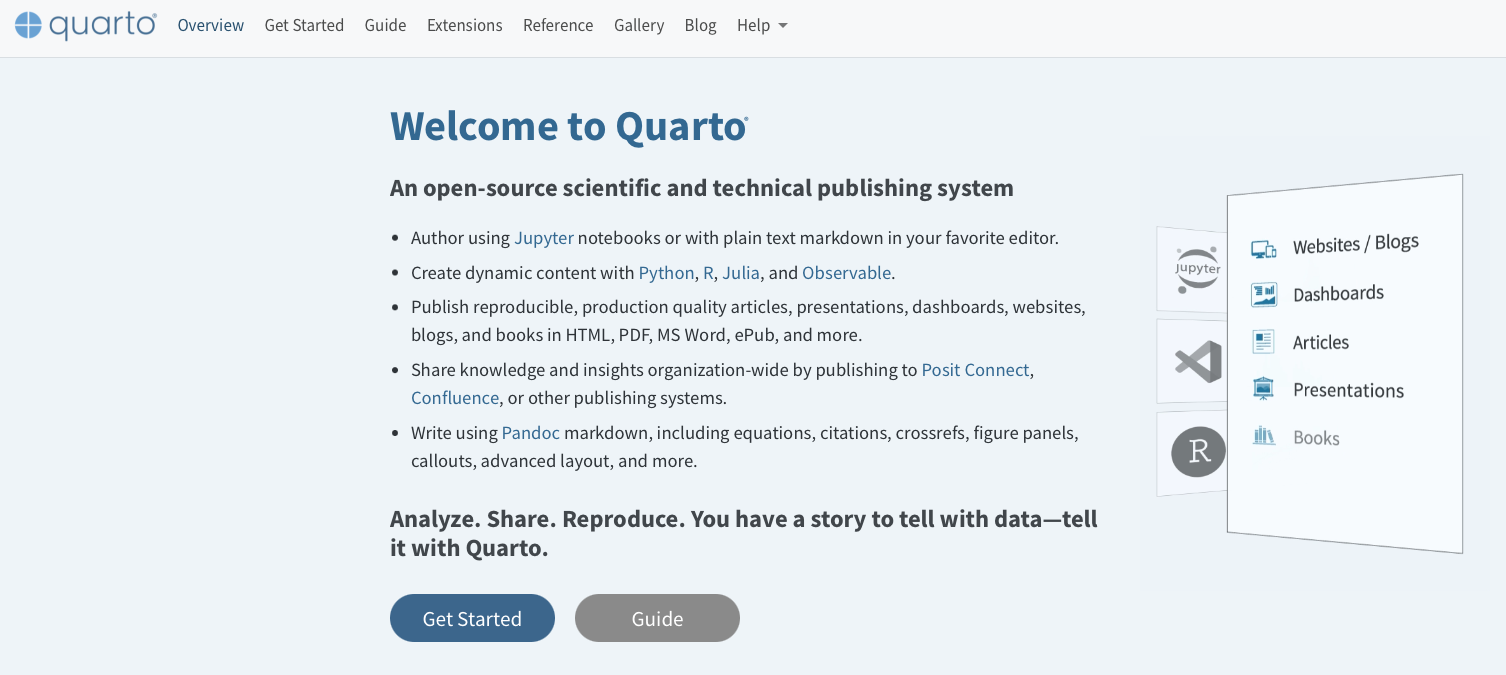 quarto® Overview Get Started Guide Extensions Reference Gallery Blog Help
Welcome to Quarto®
An open-source scientific and technical publishing system
• Author using Jupyter notebooks or with plain text markdown in your favorite editor.
• Create dynamic content with Python, R, Julia, and Observable.
• Publish reproducible, production quality articles, presentations, dashboards, websites,
blogs, and books in HTML, PDF, MS Word, ePub, and more.
• Share knowledge and insights organization-wide by publishing to Posit Connect,
Confluence, or other publishing systems.
• Write using Pandoc markdown, including equations, citations, crossrefs, figure panels,
callouts, advanced layout, and more.
Analyze. Share. Reproduce. You have a story to tell with data—tell
it with Quarto.
Get Started Guide
Jupyter
R
Websites / Blogs
Dashboards
Articles
Presentations
Books